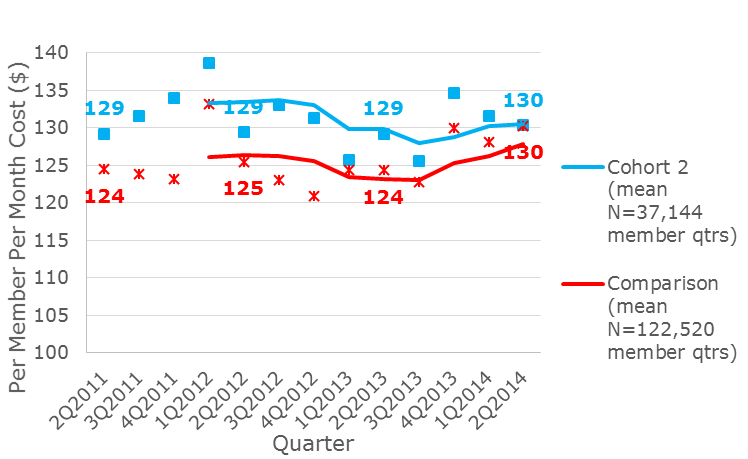 140
135
130
125
120
115
110
105
100
Per Member Per Month Cost ($)
129
129
129
130
124
125
124
130
2Q2011
3Q2011
4Q2011
1Q2012
2Q2012
3Q2012
4Q2012
1Q2013
2Q2013
3Q2013
4Q2013
1Q2014
2Q2014
Quarter
Cohort 2
(mean
N=37,144
member qtrs)
Comparison
(mean
N=122,520
member qtrs)